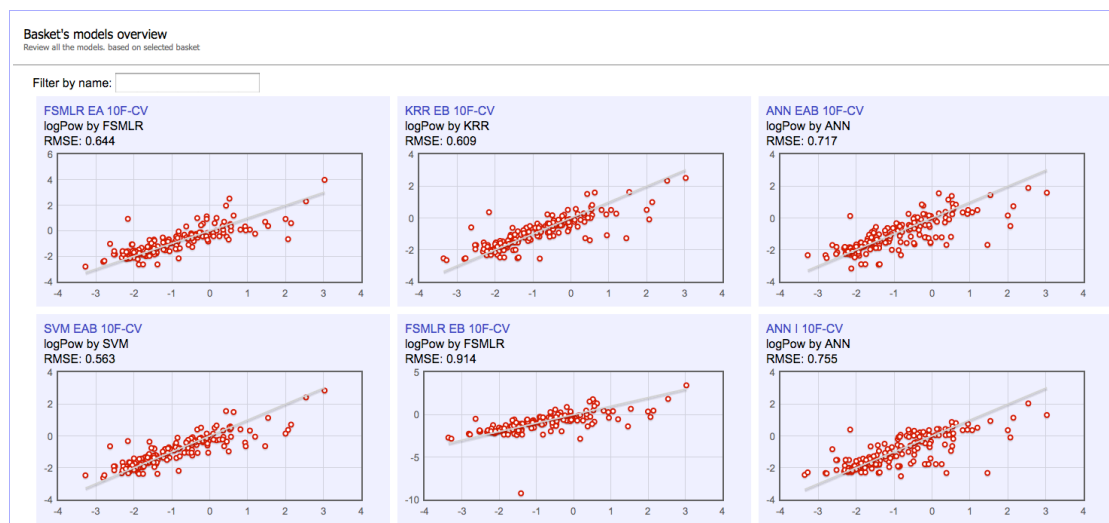 Basket's models overview
Review all the models. based on selected basket
Filter by name:
FSMLR EA 10F-CV
logPow by FSMLR
RMSE: 0.644
6
4
2
0
-2
-4
-4 -3 -2 -1 0 1 2 3 4
KRR EB 10F-CV
logPow by KRR
RMSE: 0.609
4
2
0
-2
-4
-4 -3 -2 -1 0 1 2 3 4
ANN EAB 10F-CV
logPow by ANN
RMSE: 0.717
4
2
0
-2
-4
-4 -3 -2 -1 0 1 2 3 4
SVM EAB 10F-CV
logPow by SVM
RMSE: 0.563
4
2
0
-2
-4
-4 -3 -2 -1 0 1 2 3 4
FSMLR EB 10F-CV
logPow by FSMLR
RMSE: 0.914
5
0
-5
-10
-4 -3 -2 -1 0 1 2 3 4
ANN I 10F-CV
logPow by ANN
RMSE: 0.755
4
2
0
-2
-4
-4 -3 -2 -1 0 1 2 3 4